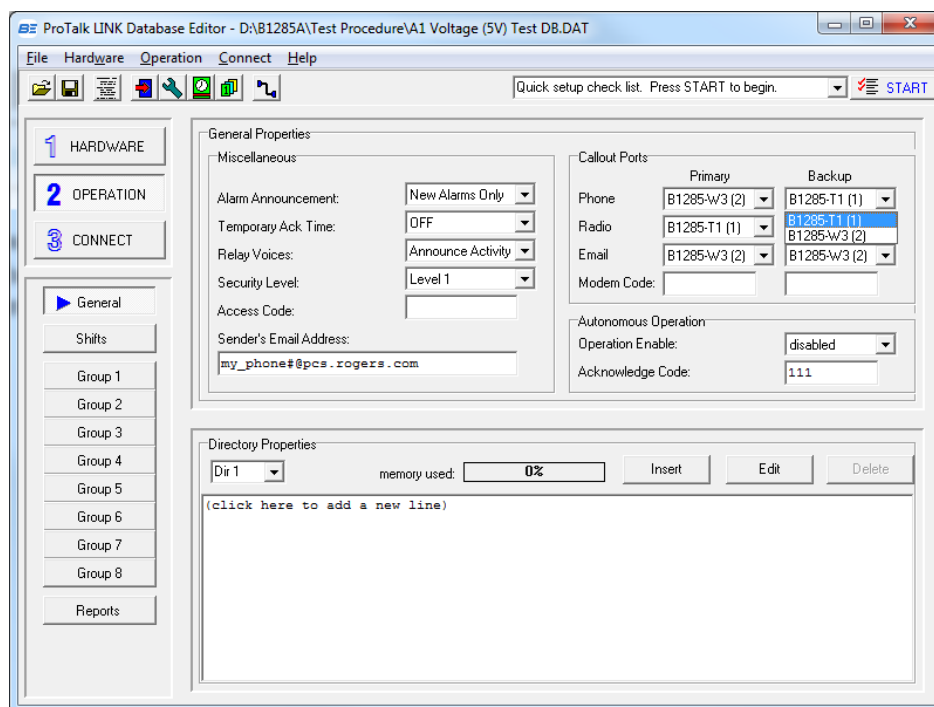 BE ProTalk LINK Database Editor - D:\B1285A\Test Procedure\A1 Voltage (5V) Test DB.DAT
File Hardware Operation Connect Help
Quick setup check list. Press START to begin. START
1 HARDWARE
2 OPERATION
3 CONNECT
General
Shifts
Group 1
Group 2
Group 3
Group 4
Group 5
Group 6
Group 7
Group 8
Reports
General Properties
Miscellaneous
Alarm Announcement: New Alarms Only
Temporary Ack Time: OFF
Relay Voices: Announce Activity
Security Level: Level 1
Access Code:
Sender's Email Address:
my_phone#@pcs.rogers.com
Callout Ports
Primary Backup
Phone B1285-W3 (2) B1285-T1 (1)
Radio B1285-T1 (1) B1285-T1 (1)
B1285-W3 (2)
Email B1285-W3 (2) B1285-W3 (2)
Modem Code:
Autonomous Operation
Operation Enable: disabled
Acknowledge Code: 111
Directory Properties
Dir 1 memory used: 0% Insert Edit Delete
(click here to add a new line)